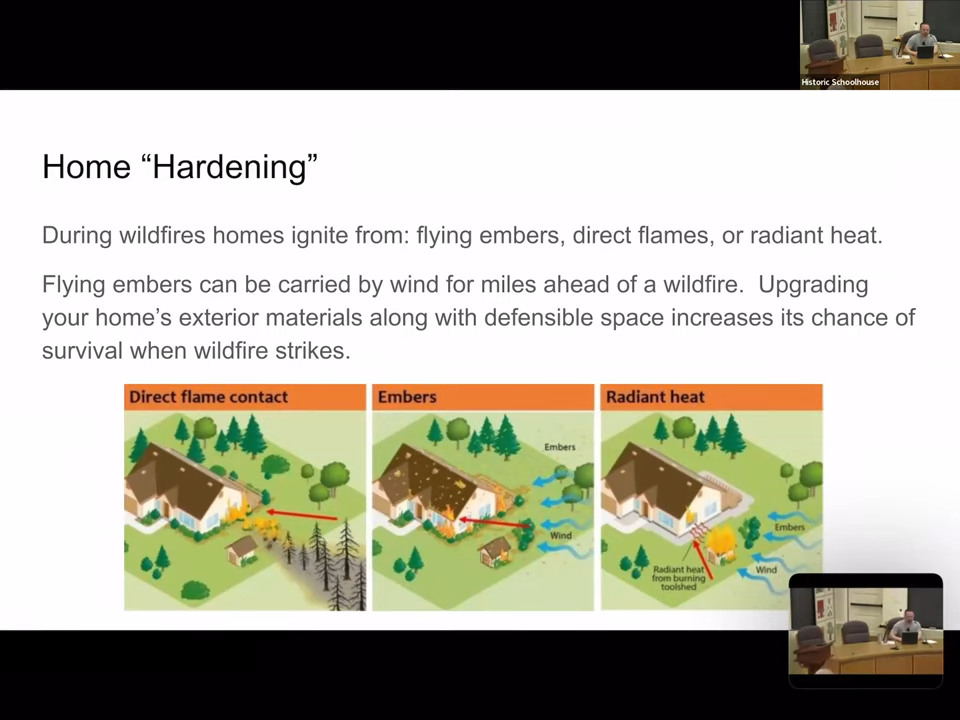 Historic Schoolhouse
Home “Hardening”
During wildfires homes ignite from: flying embers, direct flames, or radiant heat.
Flying embers can be carried by wind for miles ahead of a wildfire.  Upgrading
your home’s exterior materials along with defensible space increases its chance of
survival when wildfire strikes.
Direct flame contact
Embers
Embers
Wind
Radiant heat
Embers
Wind
Radiant heat
from burning
toolshed